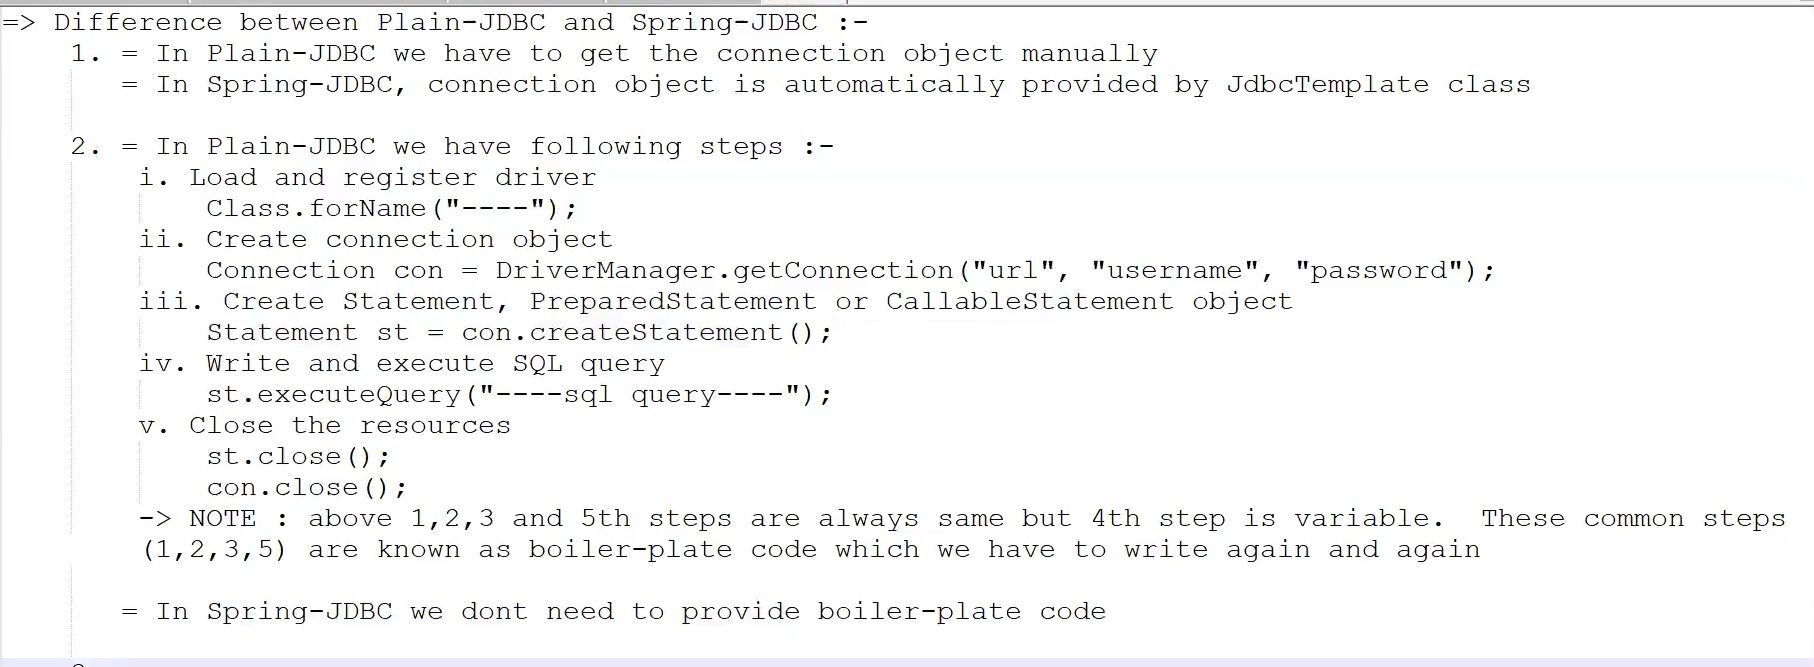 => Difference between Plain-JDBC and Spring-JDBC :-
1. = In Plain-JDBC we have to get the connection object manually
= In Spring-JDBC, connection object is automatically provided by JdbcTemplate class
2. = In Plain-JDBC we have following steps :-
i. Load and register driver
Class.forName("----");
ii. Create connection object
Connection con = DriverManager.getConnection("url", "username", "password");
iii. Create Statement, PreparedStatement or CallableStatement object
Statement st = con.createStatement();
iv. Write and execute SQL query
st.executeQuery("----sql query----");
v. Close the resources
st.close();
con.close();
-> NOTE : above 1,2,3 and 5th steps are always same but 4th step is variable.  These common steps
(1,2,3,5) are known as boiler-plate code which we have to write again and again
= In Spring-JDBC we dont need to provide boiler-plate code